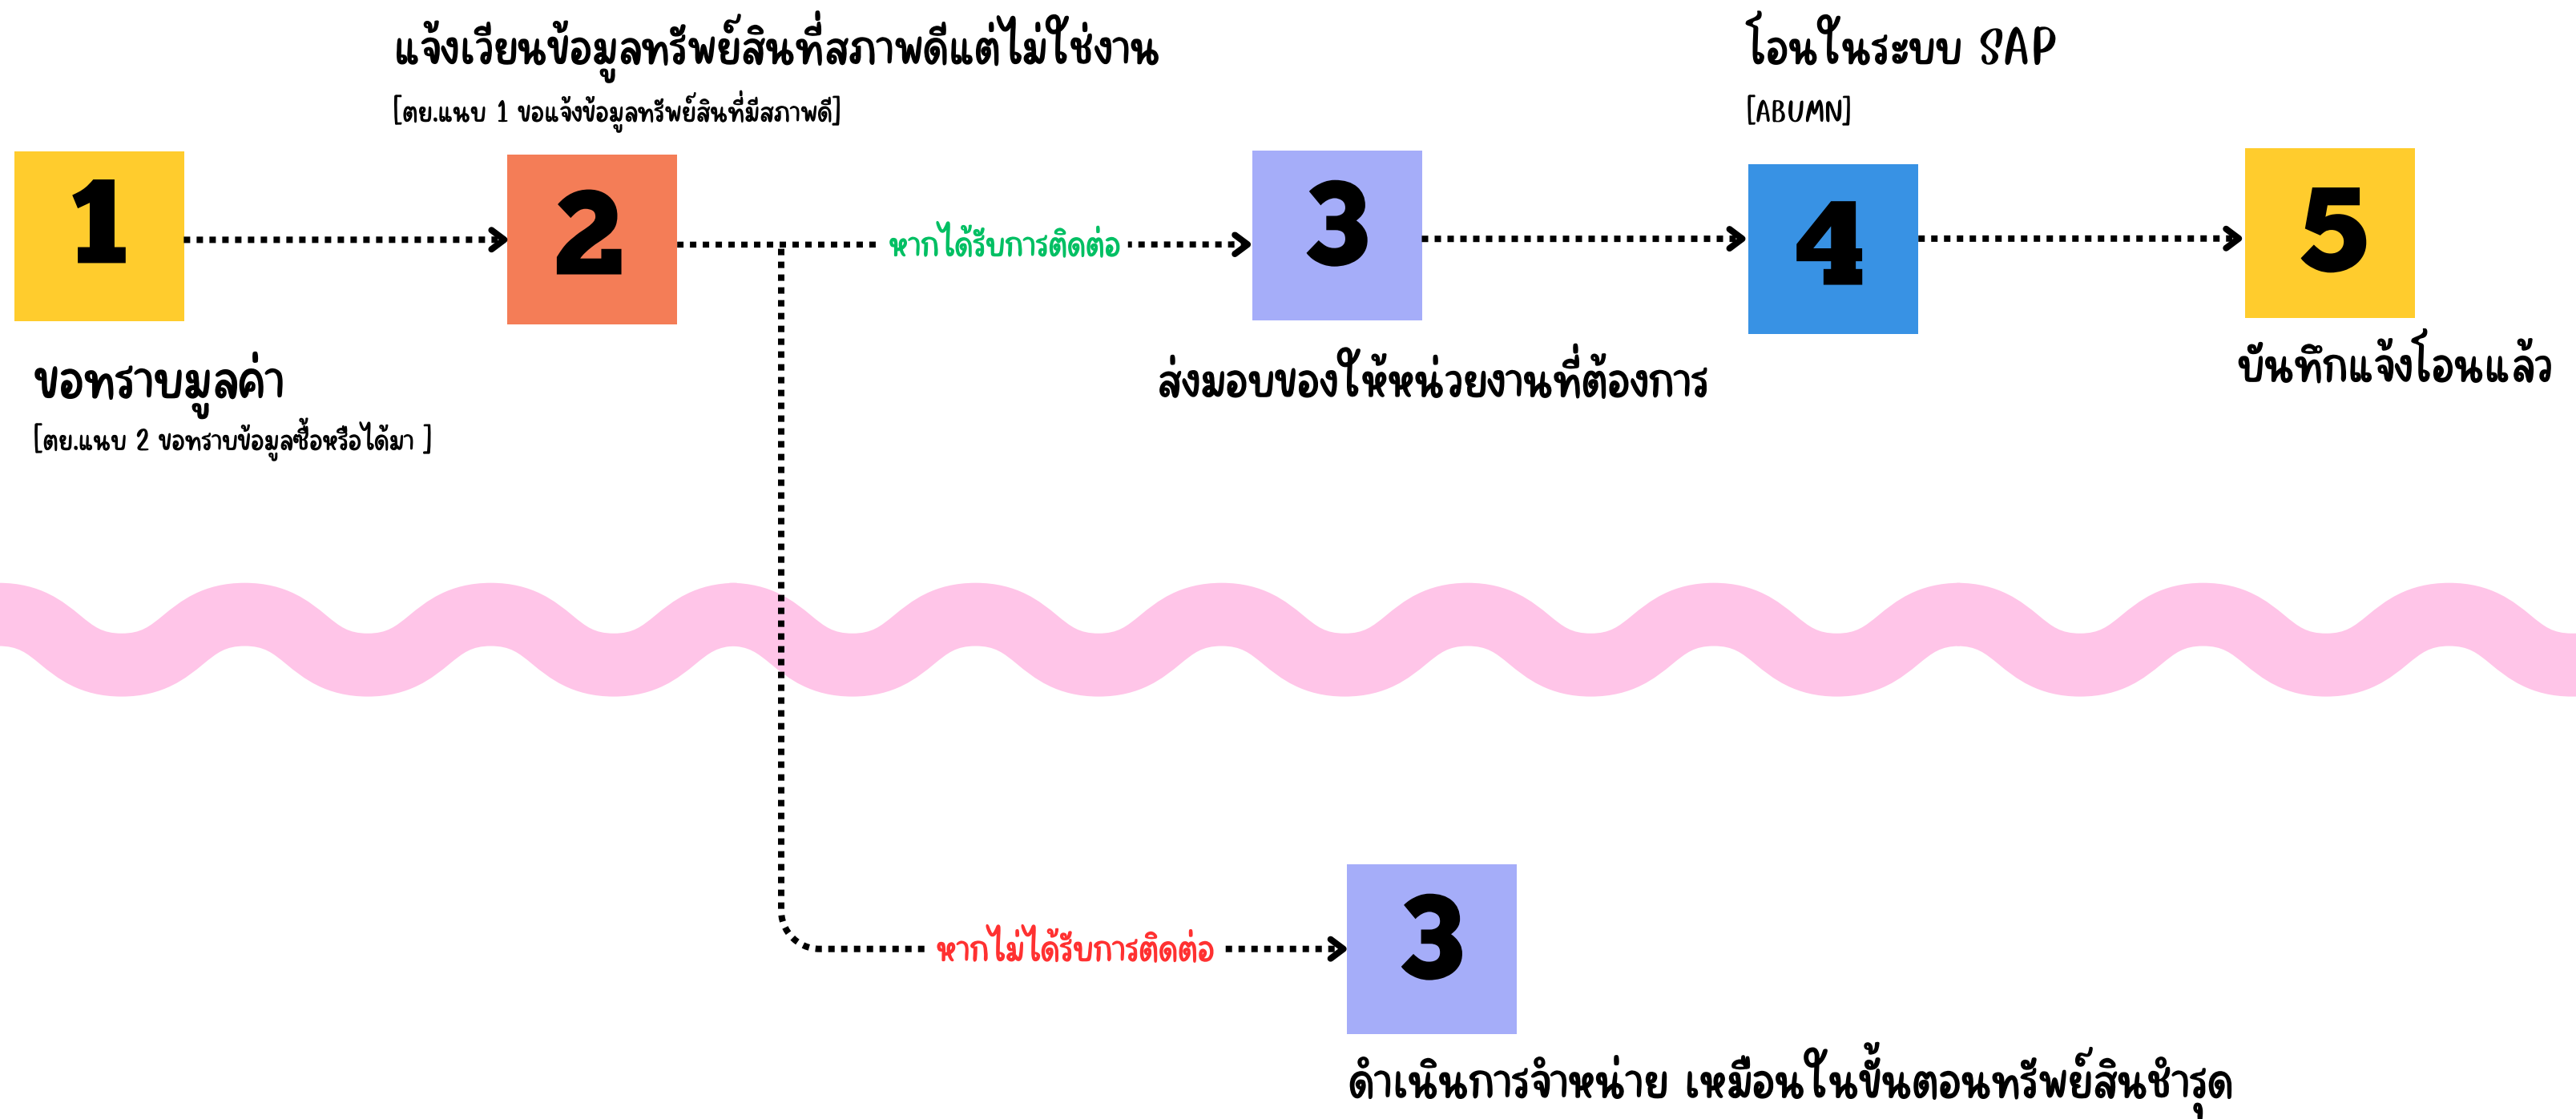 แจ้งเวียนข้อมูลทรัพย์สินที่สภาพดีแต่ไม่ใช่งาน
[ตย.แนบ 1 ขอแจ้งข้อมูลทรัพย์สินที่มีสภาพดี]
โอนในระบบ SAP
[ABUMN]
1
2
หากได้รับการติดต่อ
3
4
5
ขอทราบมูลค่า
[ตย.แนบ 2 ขอทราบข้อมูลซื้อหรือได้มา ]
ส่งมอบของให้หน่วยงานที่ต้องการ
บันทึกแจ้งโอนแล้ว
หากไม่ได้รับการติดต่อ
3
ดำเนินการจำหน่าย เหมือนในขั้นตอนทรัพย์สินชำรุด